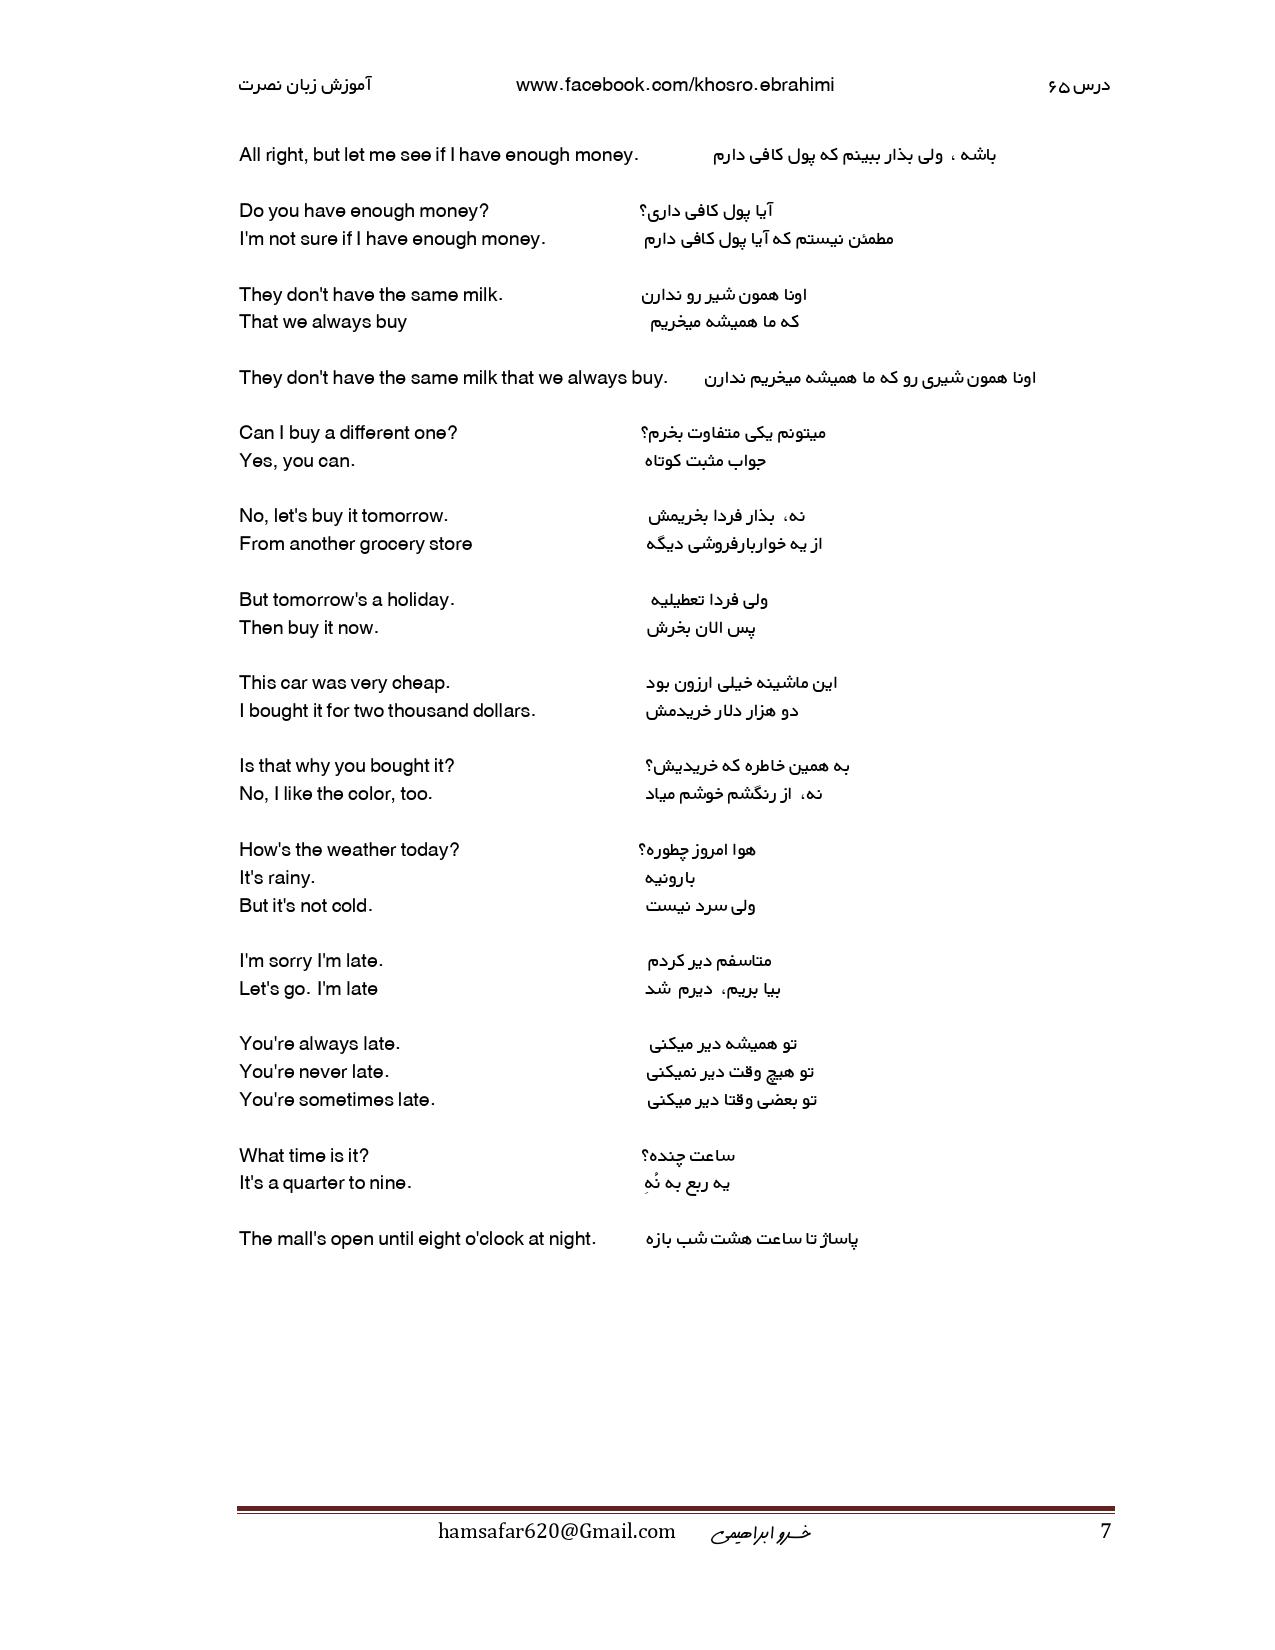 آموزش زبان نصرت www.facebook.com/khosro.ebrahimi درس ۶۵
All right, but let me see if I have enough money. باشه ، ولی بذار ببینم که پول کافی دارم
Do you have enough money? آیا پول کافی داری؟
I'm not sure if I have enough money. مطمئن نیستم که آیا پول کافی دارم
They don't have the same milk. اونا همون شیر رو ندارن
That we always buy که ما همیشه میخریم
They don't have the same milk that we always buy. اونا همون شیری رو که ما همیشه میخریم ندارن
Can I buy a different one? میتونم یکی متفاوت بخرم؟
Yes, you can. جواب مثبت کوتاه
No, let's buy it tomorrow. نه، بذار فردا بخریمش
From another grocery store از یه خواربارفروشی دیگه
But tomorrow's a holiday. ولی فردا تعطیلیه
Then buy it now. پس الان بخرش
This car was very cheap. این ماشینه خیلی ارزون بود
I bought it for two thousand dollars. دو هزار دلار خریدمش
Is that why you bought it? به همین خاطره که خریدیش؟
No, I like the color, too. نه، از رنگشم خوشم میاد
How's the weather today? هوا امروز چطوره؟
It's rainy. بارونیه
But it's not cold. ولی سرد نیست
I'm sorry I'm late. متاسفم دیر کردم
Let's go. I'm late بیا بریم، دیرم شد
You're always late. تو همیشه دیر میکنی
You're never late. تو هیچ وقت دیر نمیکنی
You're sometimes late. تو بعضی وقتا دیر میکنی
What time is it? ساعت چنده؟
It's a quarter to nine. یه ربع به نُهِ
The mall's open until eight o'clock at night. پاساژ تا ساعت هشت شب بازه
hamsafar620@Gmail.com خسرو ابراهیمی 7